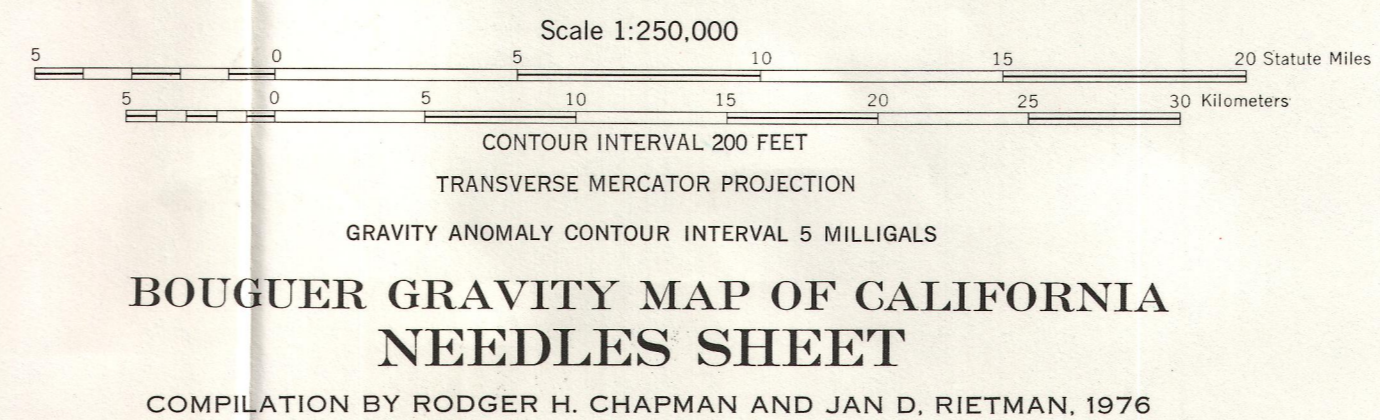 Scale 1:250,000
5 0 5 10 15 20 Statute Miles
5 0 5 10 15 20 25 30 Kilometers
CONTOUR INTERVAL 200 FEET
TRANSVERSE MERCATOR PROJECTION
GRAVITY ANOMALY CONTOUR INTERVAL 5 MILLIGALS
BOUGUER GRAVITY MAP OF CALIFORNIA
NEEDLES SHEET
COMPILATION BY RODGER H. CHAPMAN AND JAN D, RIETMAN, 1976